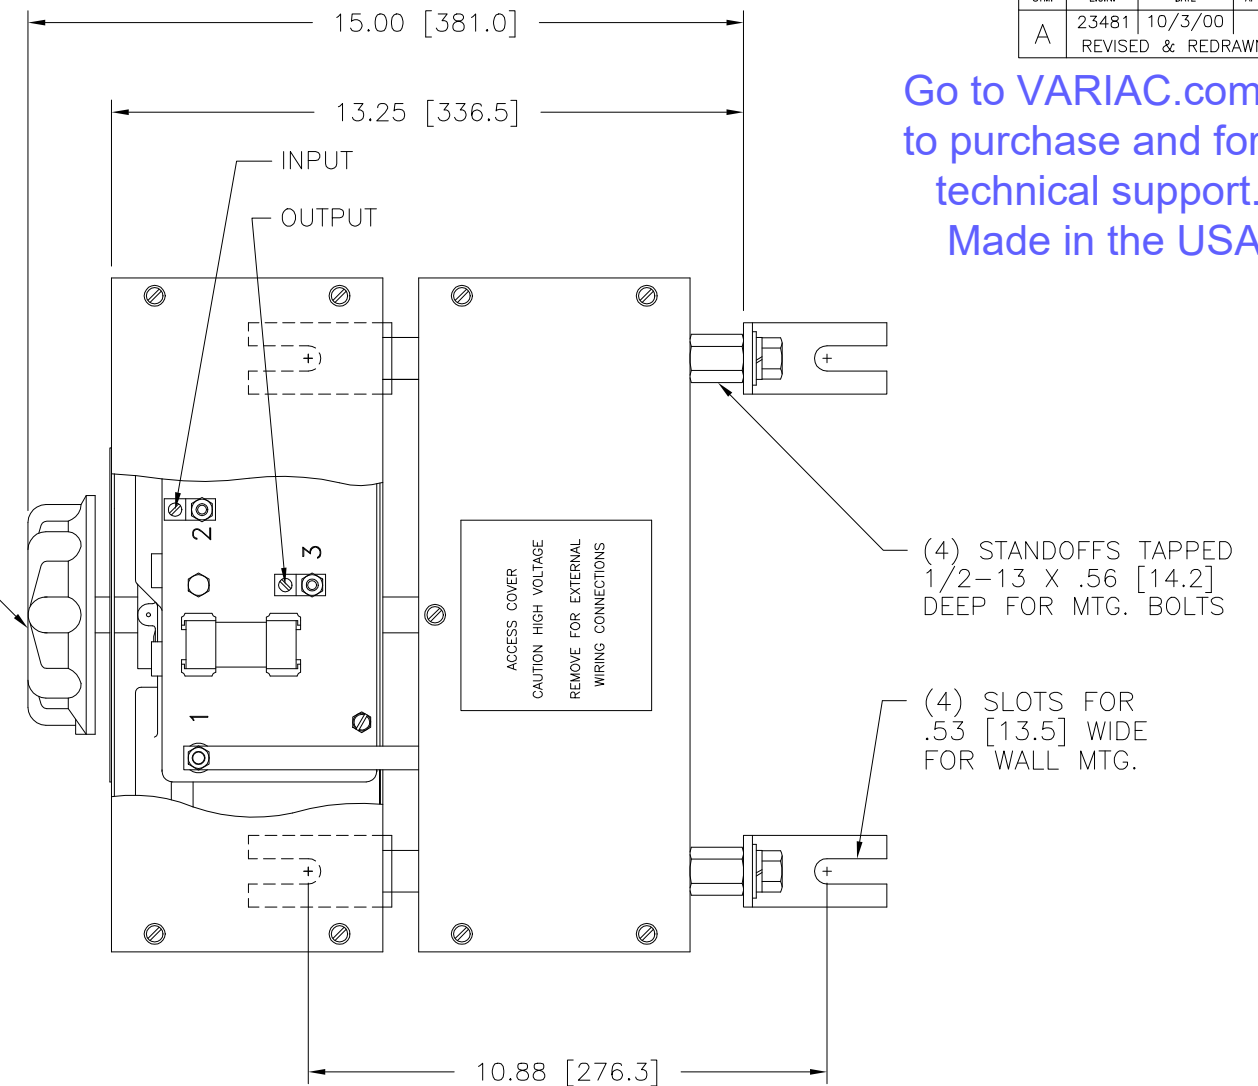 15.00 [381.0]
23481 10/3/00
A
REVISED & REDRAWN
Go to VARIAC.com
to purchase and for
technical support.
Made in the USA
13.25 [336.5]
INPUT
OUTPUT
2
3
1
ACCESS COVER
CAUTION HIGH VOLTAGE
REMOVE FOR EXTERNAL
WIRING CONNECTIONS
(4) STANDOFFS TAPPED
1/2-13 X .56 [14.2]
DEEP FOR MTG. BOLTS
(4) SLOTS FOR
.53 [13.5] WIDE
FOR WALL MTG.
10.88 [276.3]